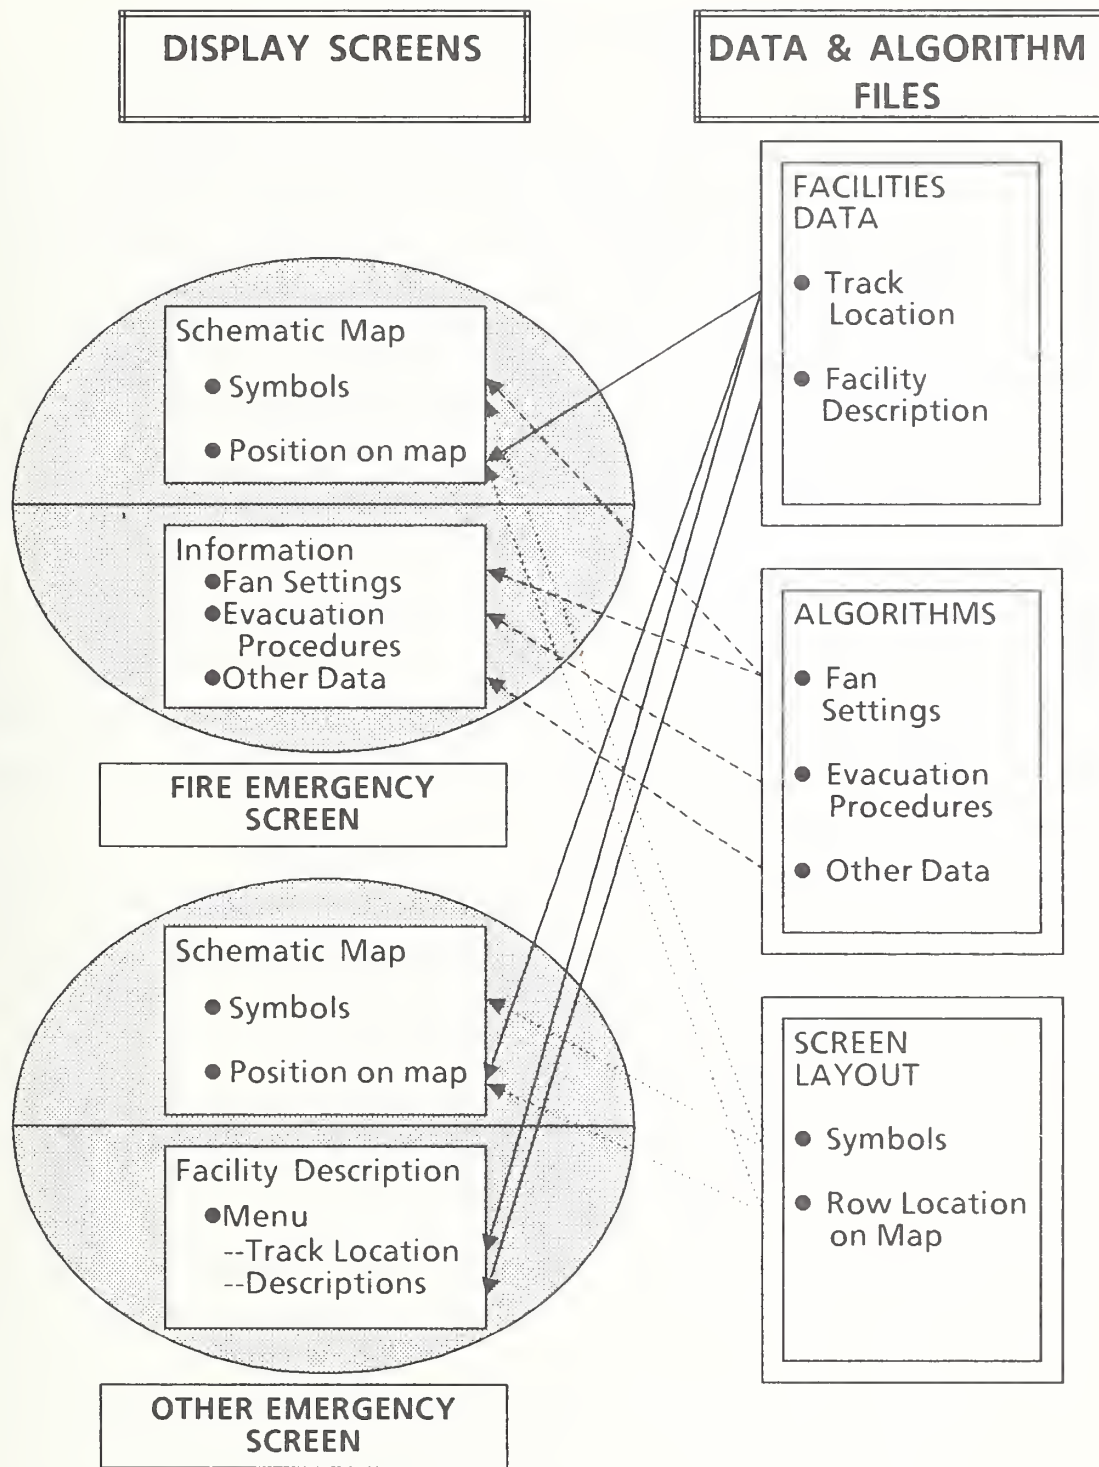 DISPLAY SCREENS
DATA & ALGORITHM
FILES
Schematic Map
● Symbols
● Position on map
Information
●Fan Settings
●Evacuation
Procedures
●Other Data
FIRE EMERGENCY
SCREEN
Schematic Map
● Symbols
● Position on map
Facility Description
●Menu
--Track Location
--Descriptions
OTHER EMERGENCY
SCREEN
FACILITIES
DATA
● Track
Location
● Facility
Description
ALGORITHMS
● Fan
Settings
● Evacuation
Procedures
● Other Data
SCREEN
LAYOUT
● Symbols
● Row Location
on Map